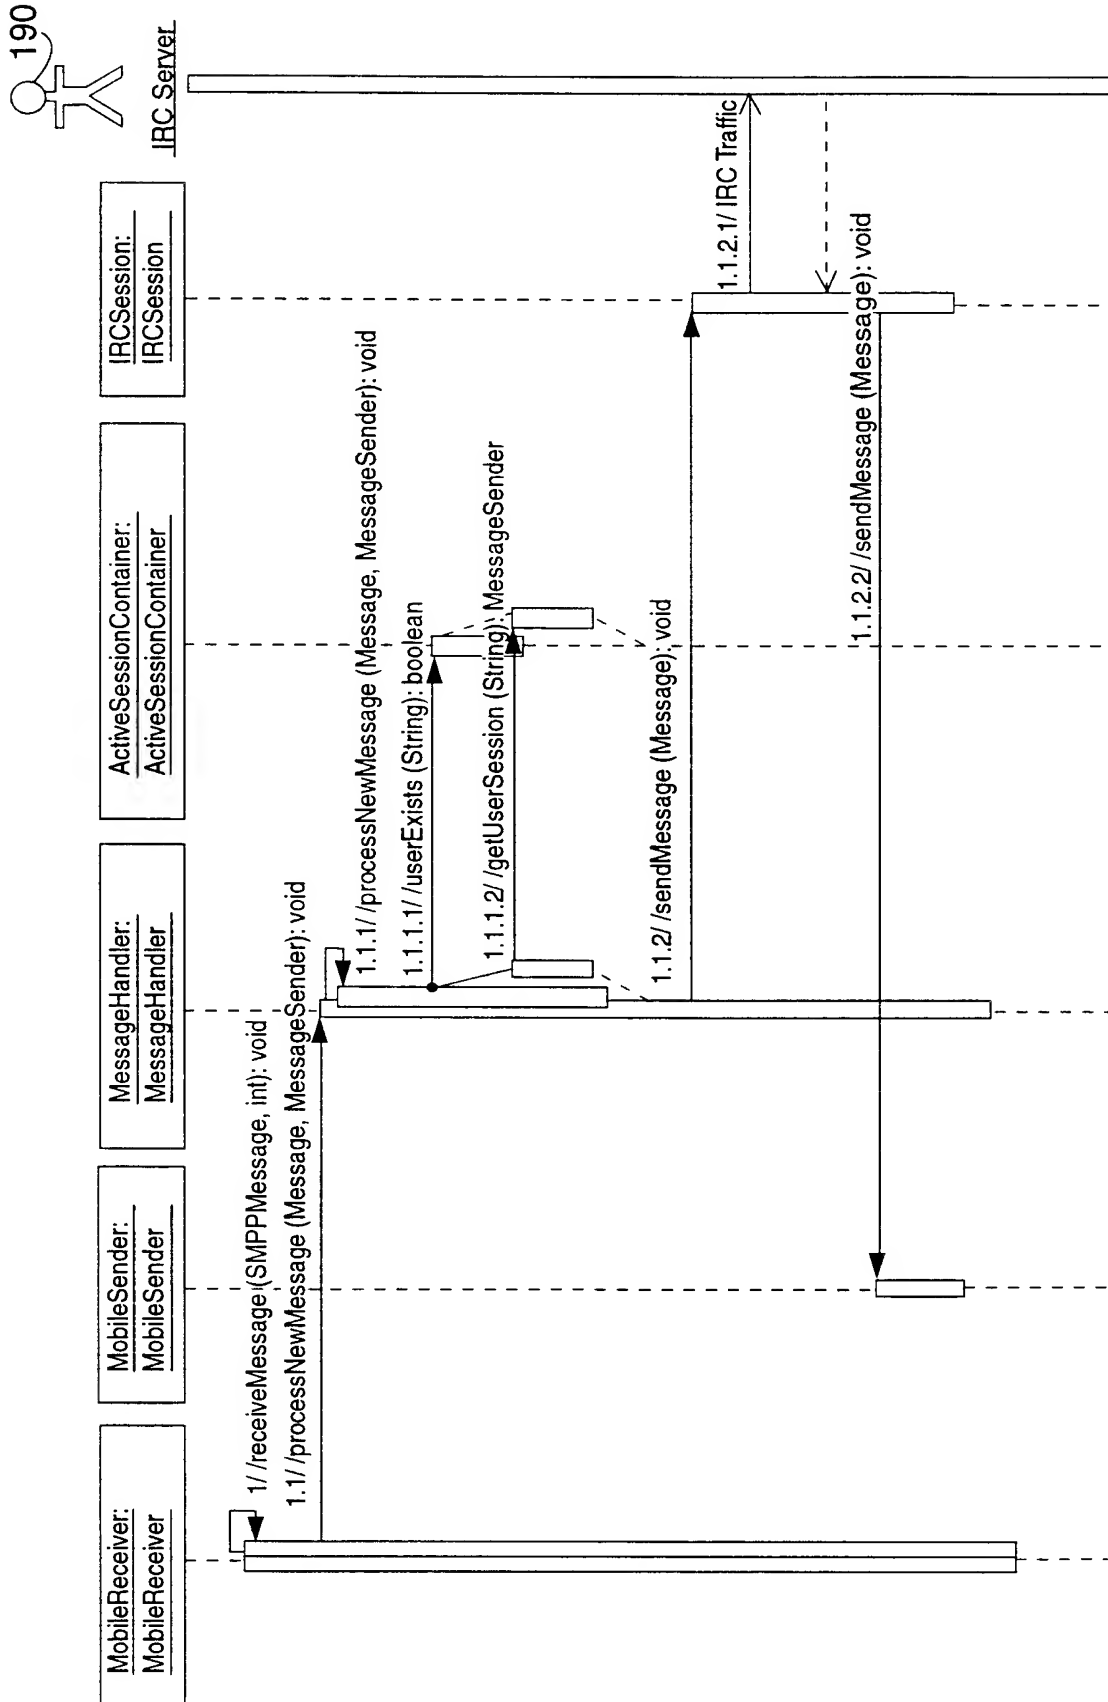 MobileReceiver:
MobileReceiver
MobileSender:
MobileSender
MessageHandler:
MessageHandler
ActiveSessionContainer:
ActiveSessionContainer
IRCSession:
IRCSession
190
IRC Server
1/ /receiveMessage (SMPPMessage, int): void
1.1/ /processNewMessage (Message, MessageSender): void
1.1.1/ /processNewMessage (Message, MessageSender): void
1.1.1.1/ /userExists (String): boolean
1.1.1.2/ /getUserSession (String): MessageSender
1.1.2/ /sendMessage (Message): void
1.1.2.1/ IRC Traffic
1.1.2.2/ /sendMessage (Message): void